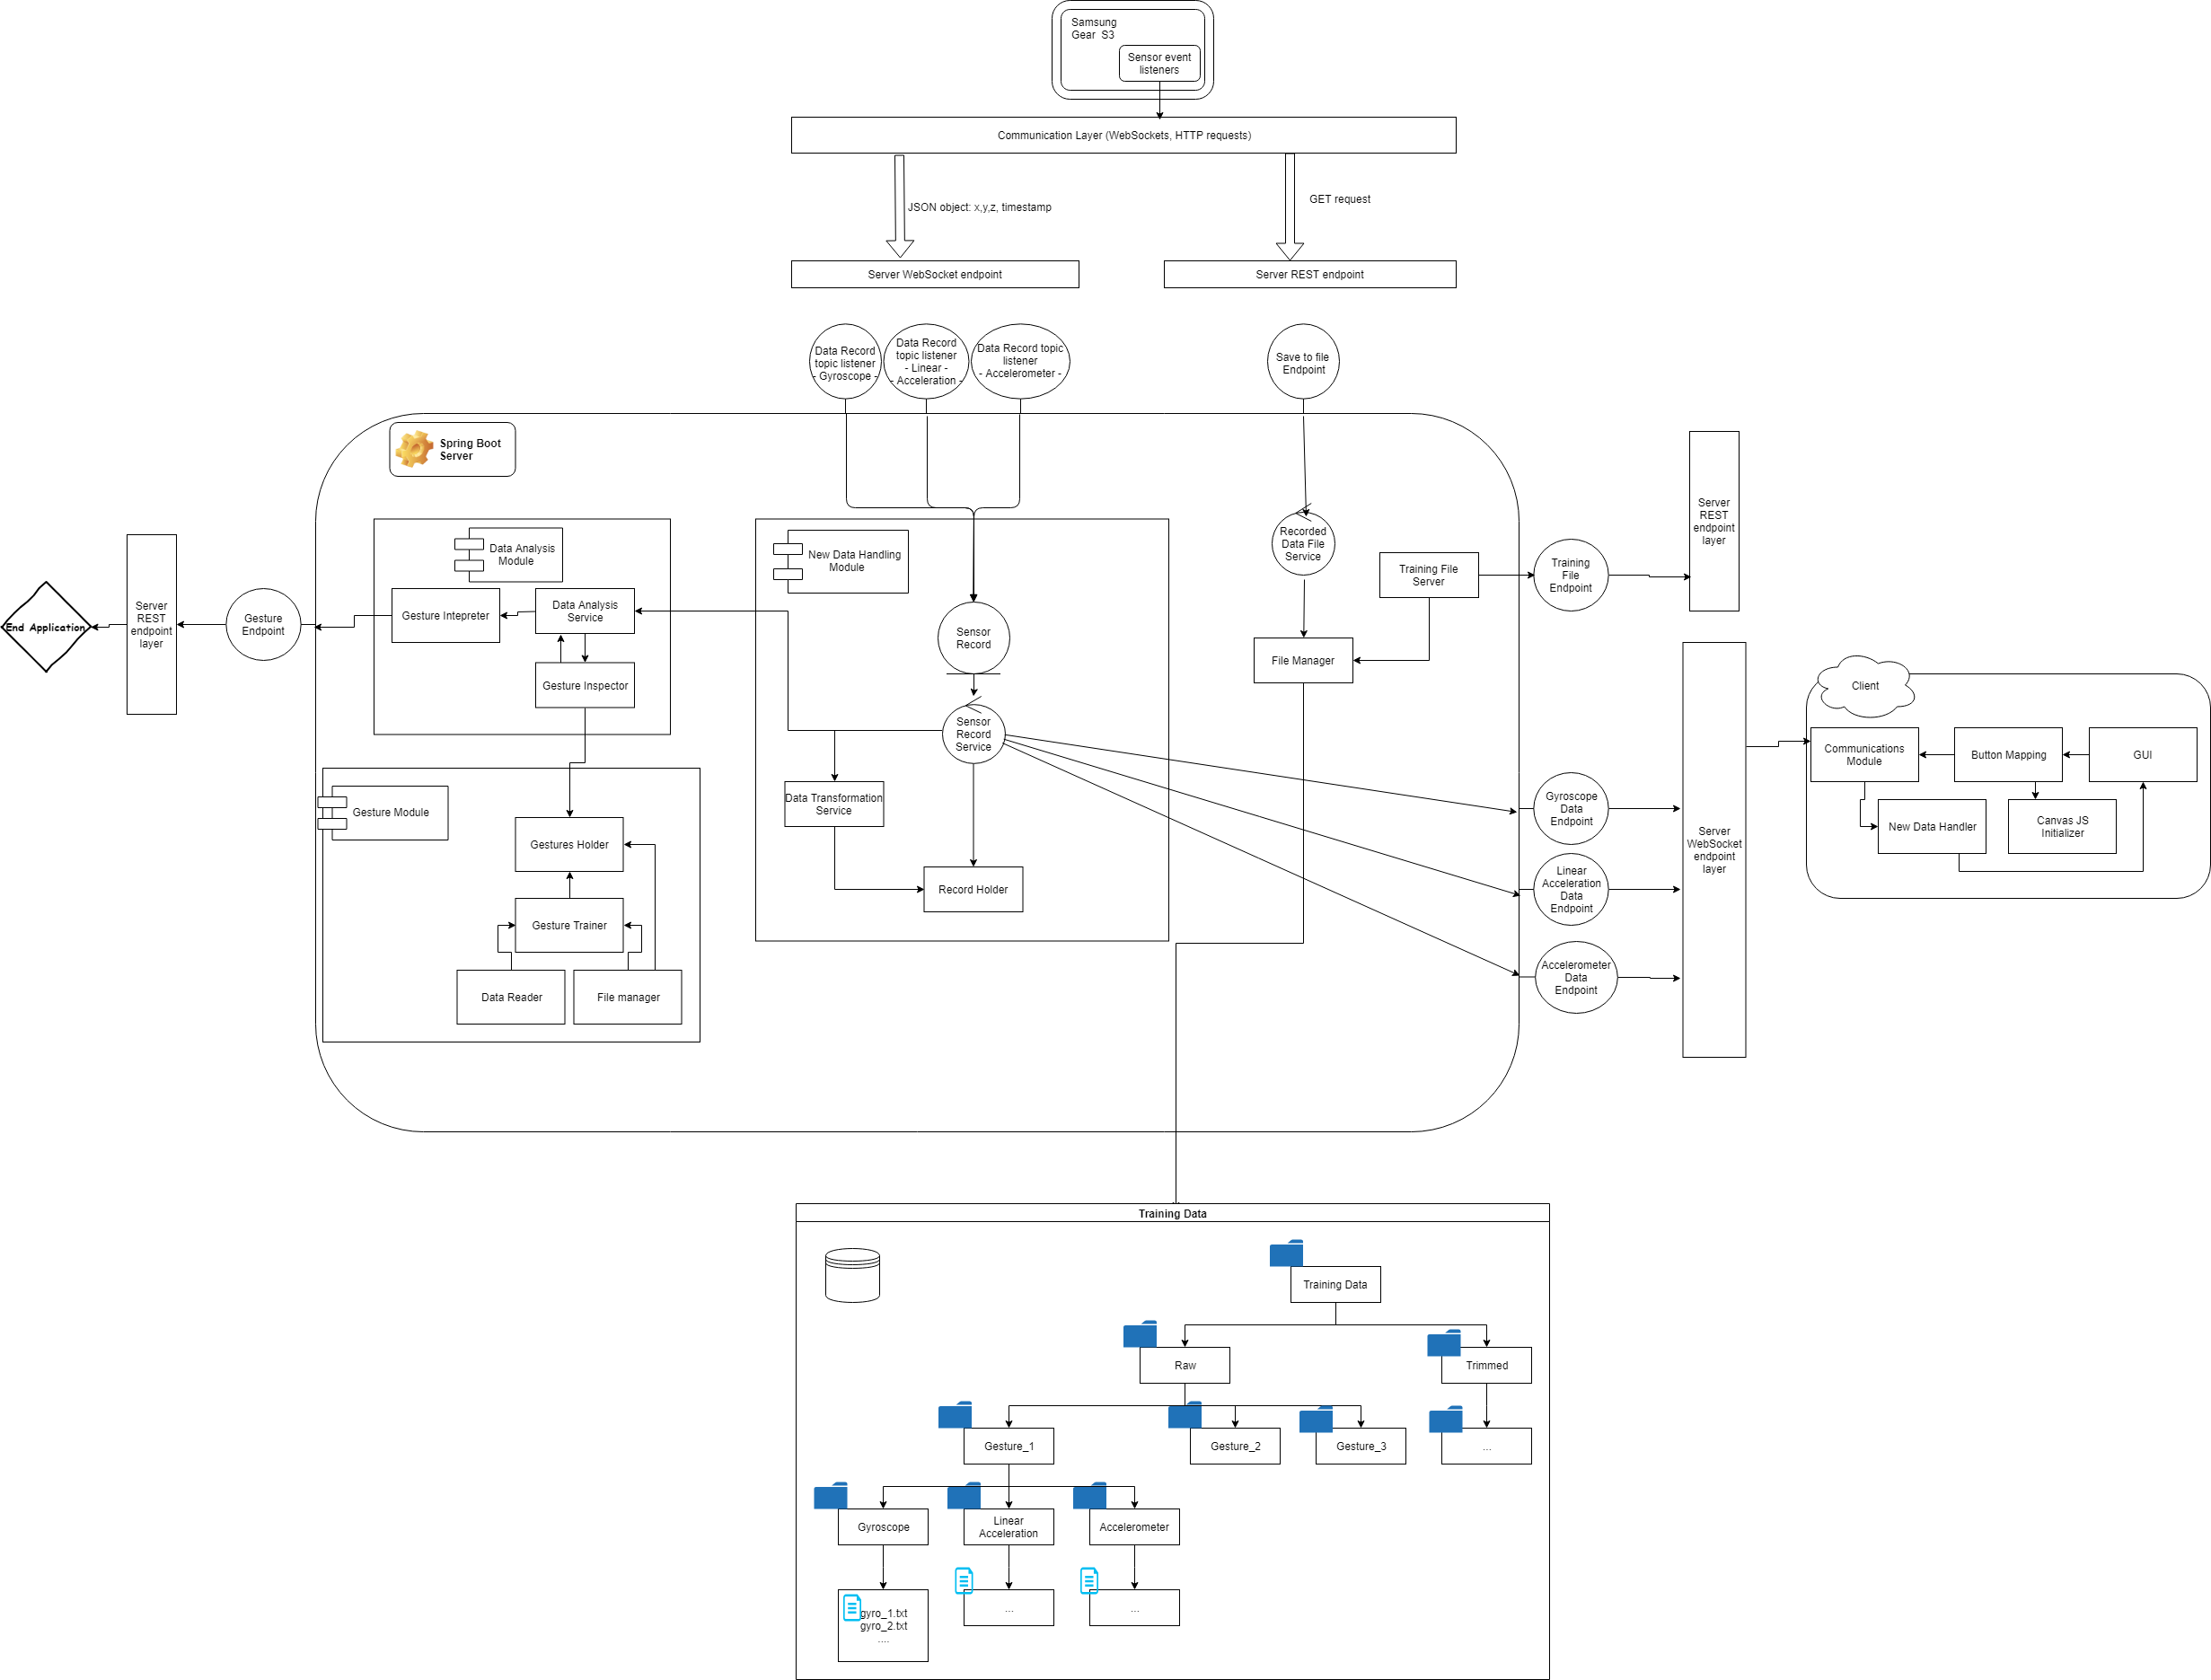 Samsung
Gear S3
Sensor event
listeners
Communication Layer (WebSockets, HTTP requests)
JSON object: x,y,z, timestamp
GET request
Server WebSocket endpoint
Server REST endpoint
Data Record
topic listener
- Gyroscope -
Data Record
topic listener
- Linear -
- Acceleration -
Data Record topic
listener
- Accelerometer -
Save to file
Endpoint
Spring Boot
Server
Data Analysis
Module
Gesture Intepreter
Data Analysis
Service
Gesture Inspector
New Data Handling
Module
Sensor
Record
Sensor
Record
Service
Data Transformation
Service
Record Holder
Recorded
Data File
Service
Training File
Server
File Manager
Training
File
Endpoint
Server
REST
endpoint
layer
End Application
Server
REST
endpoint
layer
Gesture
Endpoint
Gesture Module
Gestures Holder
Gesture Trainer
Data Reader
File manager
Gyroscope
Data
Endpoint
Linear
Acceleration
Data
Endpoint
Accelerometer
Data
Endpoint
Server
WebSocket
endpoint
layer
Client
Communications
Module
Button Mapping
GUI
New Data Handler
Canvas JS
Initializer
Training Data
Training Data
Raw
Trimmed
Gesture_1
Gesture_2
Gesture_3
...
Gyroscope
Linear
Acceleration
Accelerometer
gyro_1.txt
gyro_2.txt
....
...
...